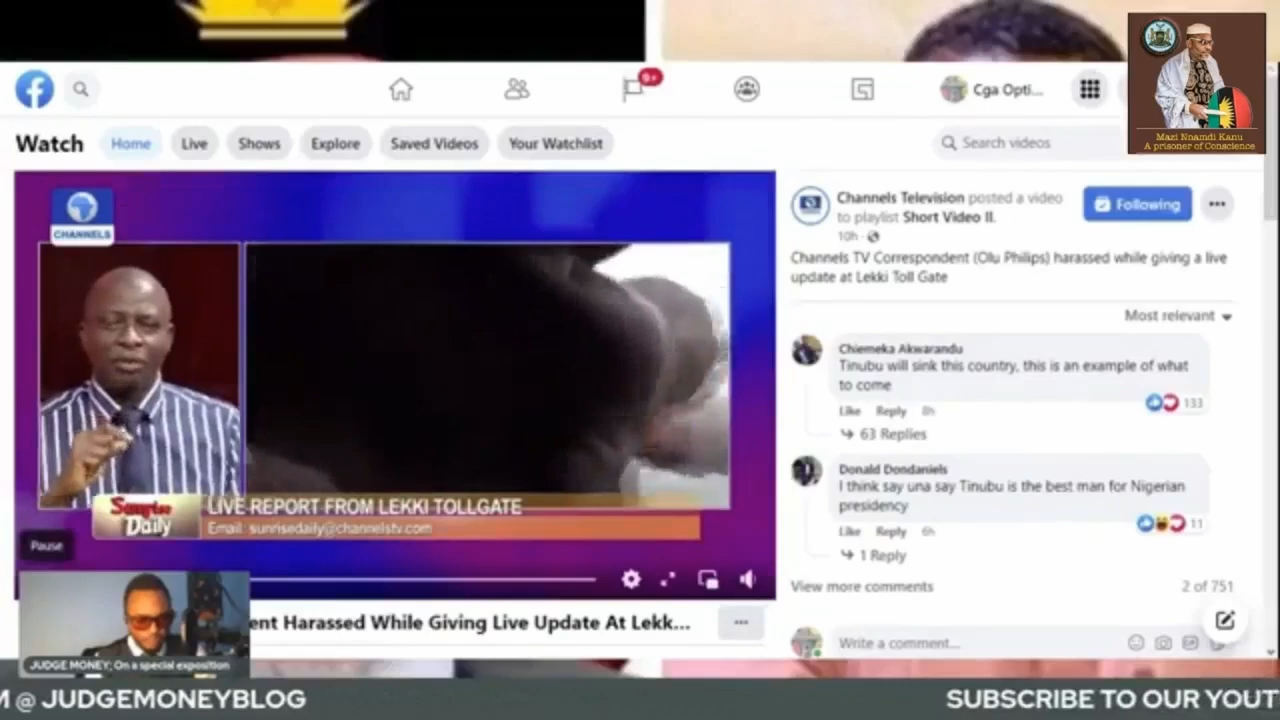 9+
Cga Opti...
Mazi Nnamdi Kanu
A prisoner of Conscience
Watch
Home
Live
Shows
Explore
Saved Videos
Your Watchlist
Search videos
CHANNELS
Channels Television posted a video
to playlist Short Video II.
10h
Following
Channels TV Correspondent (Olu Philips) harassed while giving a live
update at Lekki Toll Gate
Most relevant
Chiemeka Akwarandu
Tinubu will sink this country, this is an example of what
to come
133
Like Reply 8h
63 Replies
Donald Dondaniels
I think say una say Tinubu is the best man for Nigerian
presidency
11
Like Reply 6h
1 Reply
View more comments
2 of 751
Write a comment...
Sunrise
Daily
LIVE REPORT FROM LEKKI TOLLGATE
Email: sunrisedaily@channelstv.com
Pause
ent Harassed While Giving Live Update At Lekk...
JUDGE MONEY; On a special exposition
M @ JUDGEMONEYBLOG
SUBSCRIBE TO OUR YOUT